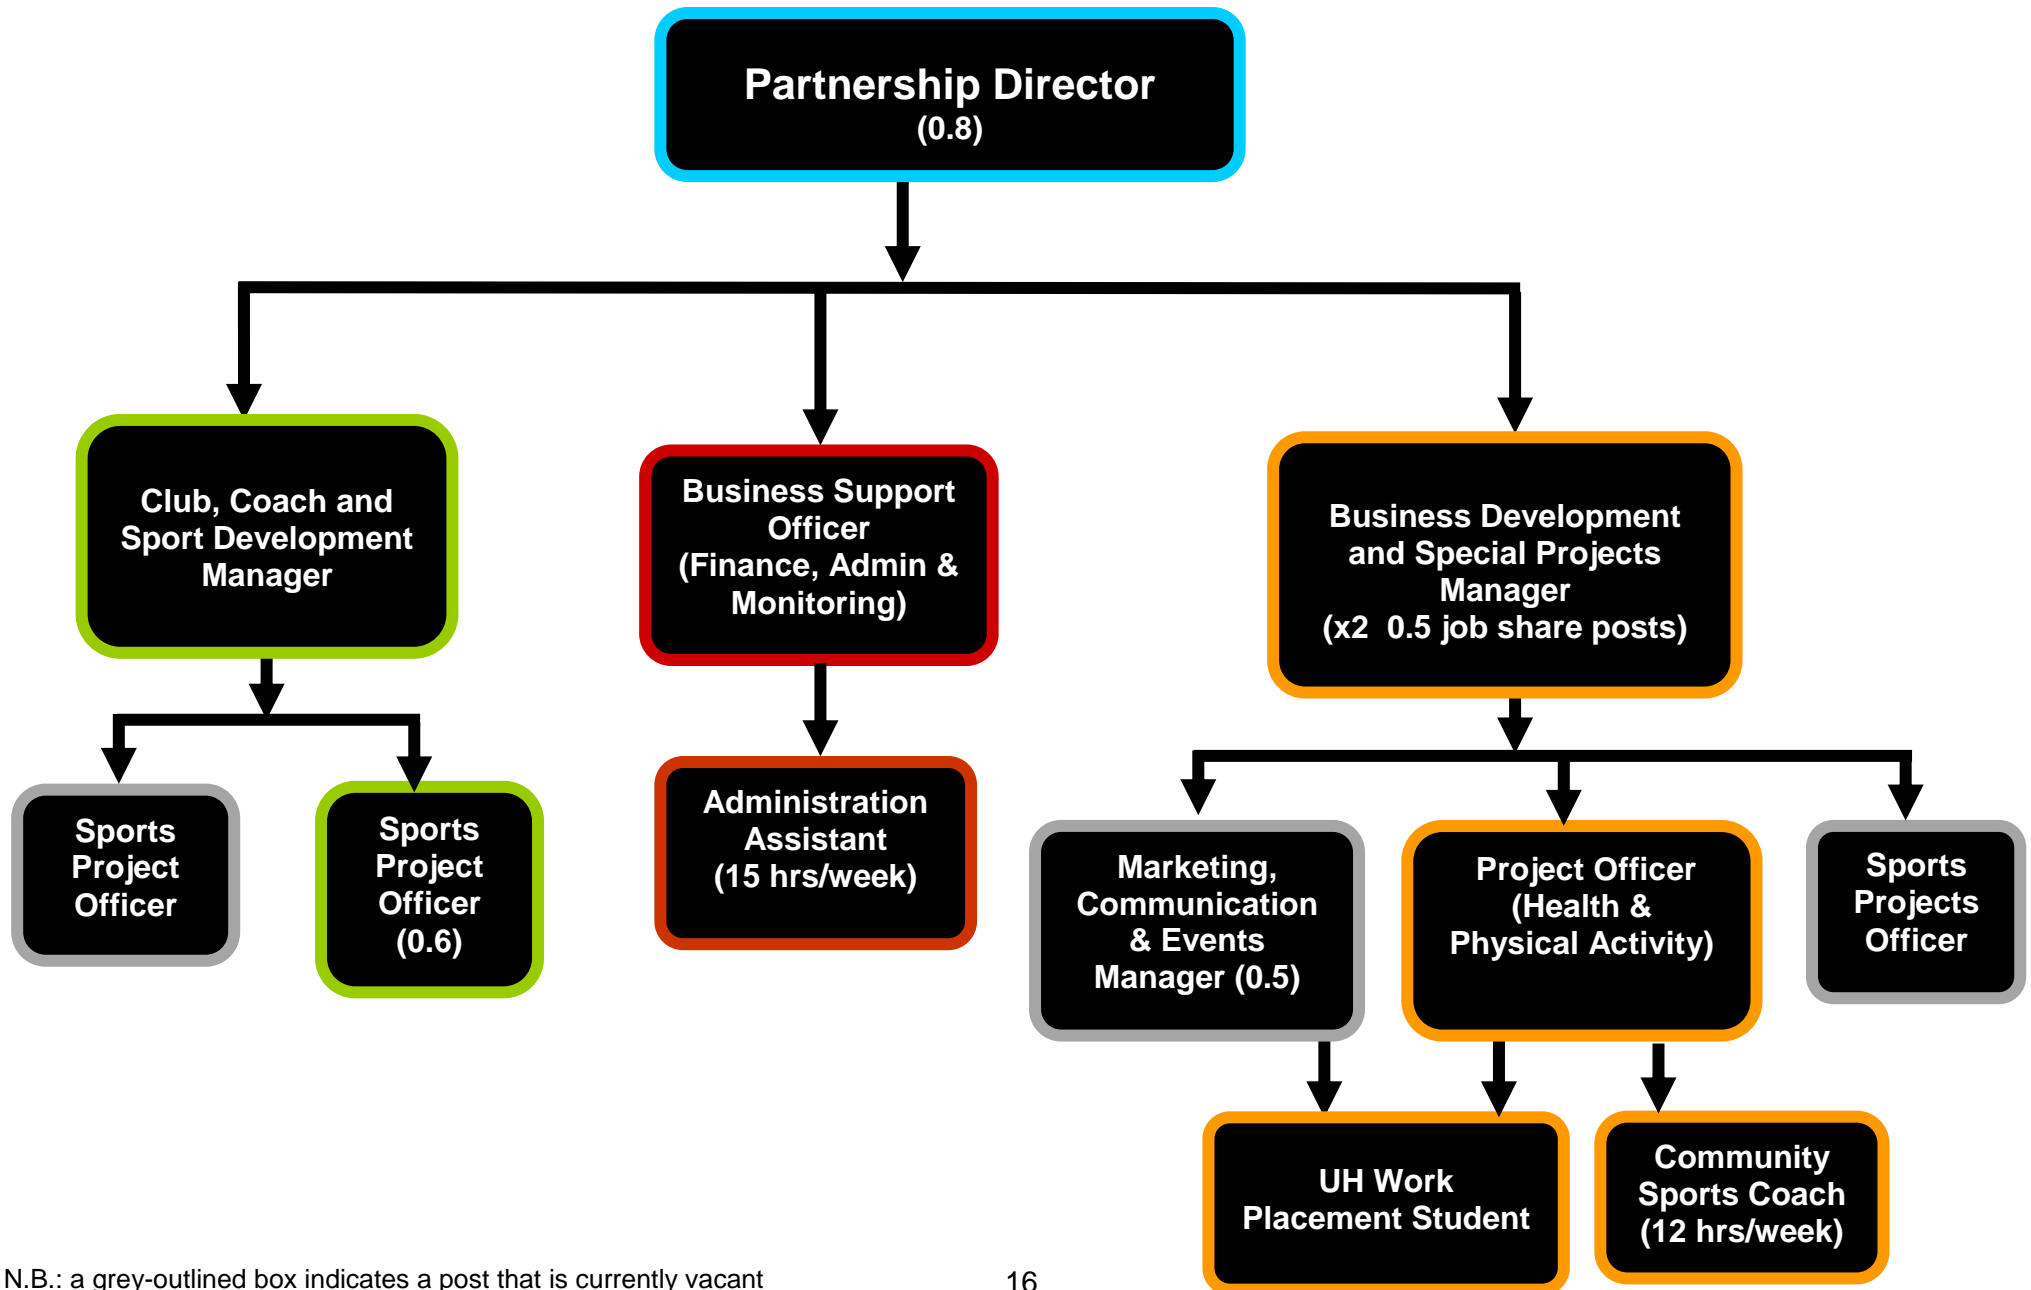 Partnership Director
(0.8)
Club, Coach and
Sport Development
Manager
Business Support
Officer
(Finance, Admin &
Monitoring)
Business Development
and Special Projects
Manager
(x2  0.5 job share posts)
Sports
Project
Officer
Sports
Project
Officer
(0.6)
Administration
Assistant
(15 hrs/week)
Marketing,
Communication
& Events
Manager (0.5)
Project Officer
(Health &
Physical Activity)
Sports
Projects
Officer
UH Work
Placement Student
Community
Sports Coach
(12 hrs/week)
N.B.: a grey-outlined box indicates a post that is currently vacant
16